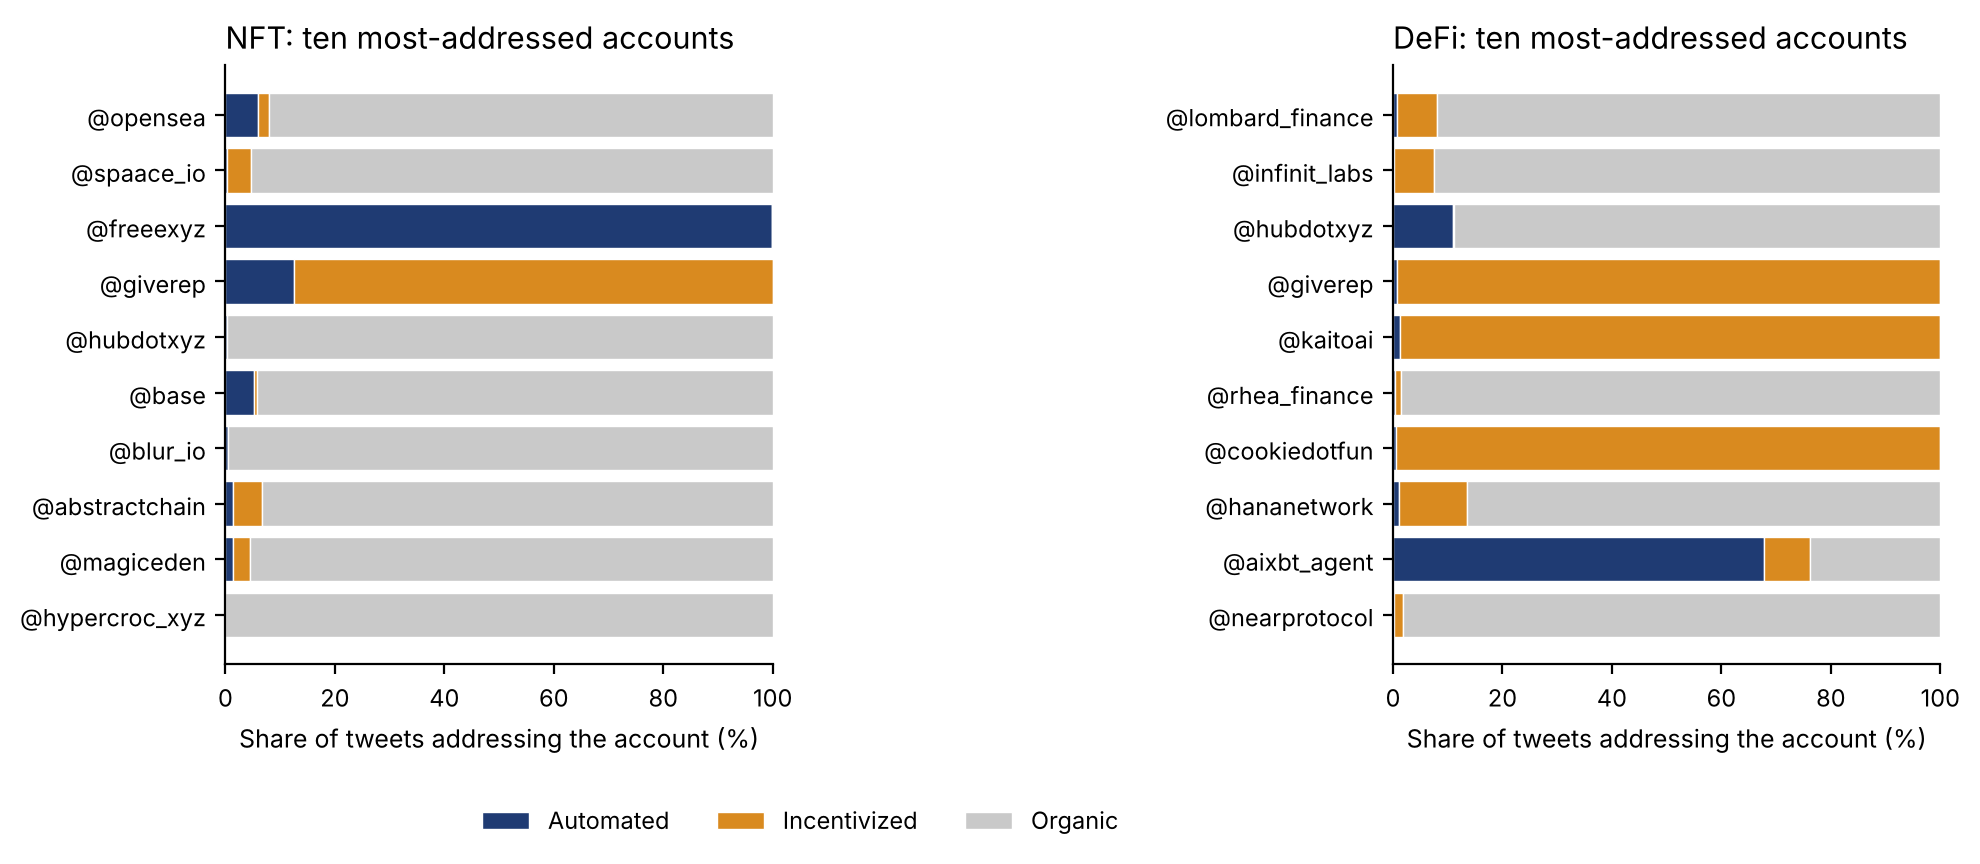 NFT: ten most-addressed accounts
@opensea
@spaace_io
@freeexyz
@giverep
@hubdotxyz
@base
@blur_io
@abstractchain
@magiceden
@hypercroc_xyz
0 20 40 60 80 100
Share of tweets addressing the account (%)
DeFi: ten most-addressed accounts
@lombard_finance
@infinit_labs
@hubdotxyz
@giverep
@kaitoai
@rhea_finance
@cookiedotfun
@hananetwork
@aixbt_agent
@nearprotocol
0 20 40 60 80 100
Share of tweets addressing the account (%)
Automated Incentivized Organic